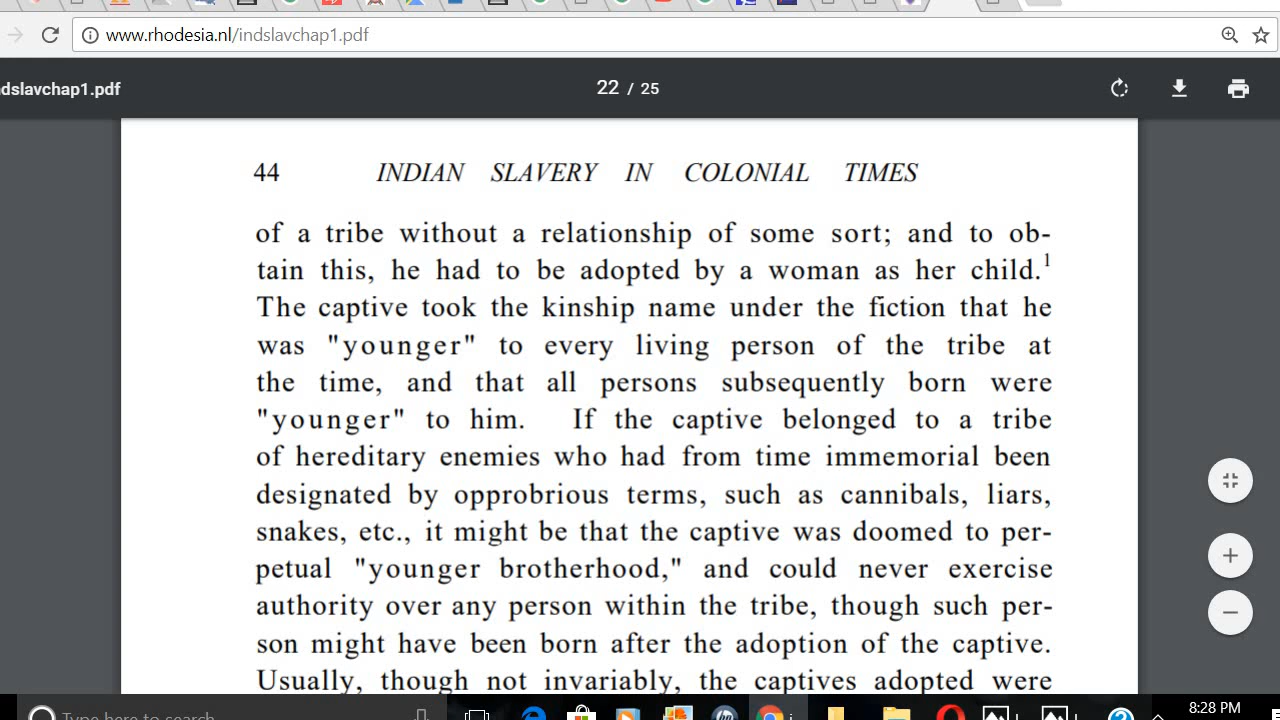 www.rhodesia.nl/indslavchap1.pdf
dslavchap1.pdf
22 / 25
44 INDIAN SLAVERY IN COLONIAL TIMES
of a tribe without a relationship of some sort; and to ob-
tain this, he had to be adopted by a woman as her child.1
The captive took the kinship name under the fiction that he
was "younger" to every living person of the tribe at
the time, and that all persons subsequently born were
"younger" to him. If the captive belonged to a tribe
of hereditary enemies who had from time immemorial been
designated by opprobrious terms, such as cannibals, liars,
snakes, etc., it might be that the captive was doomed to per-
petual "younger brotherhood," and could never exercise
authority over any person within the tribe, though such per-
son might have been born after the adoption of the captive.
Usually, though not invariably, the captives adopted were
Type here to search
8:28 PM